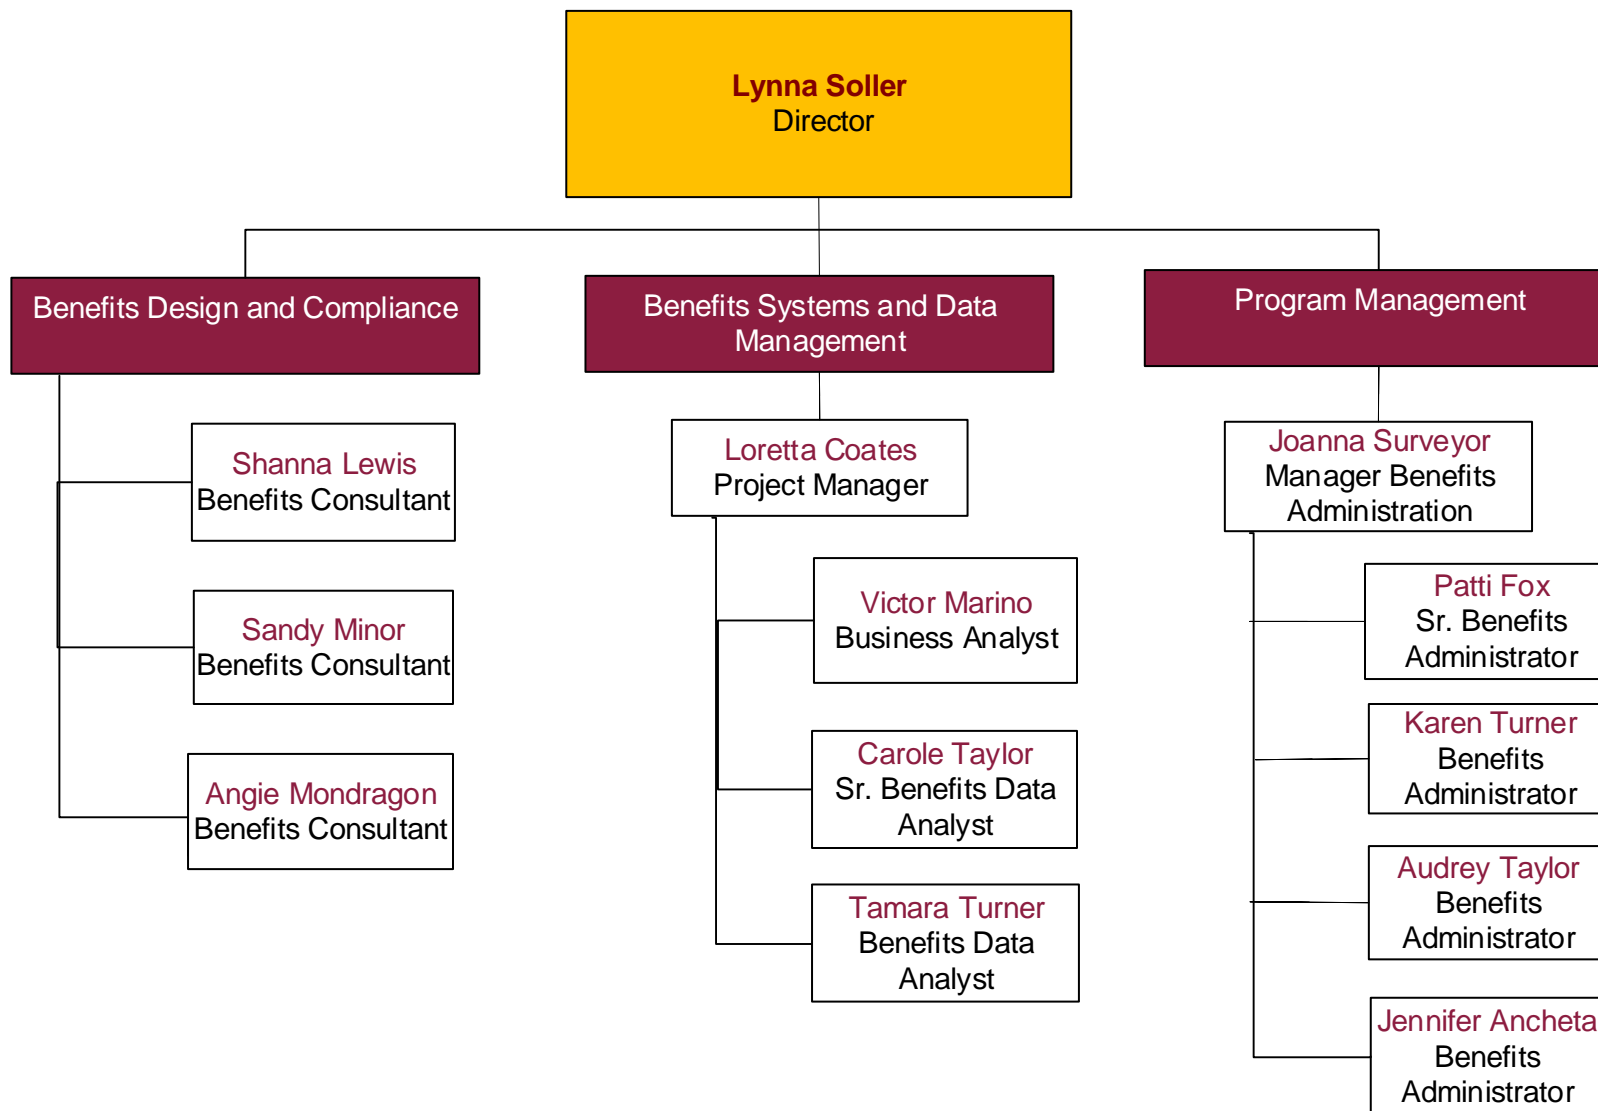 Lynna Soller
Director
Benefits Design and Compliance
Shanna Lewis
Benefits Consultant
Sandy Minor
Benefits Consultant
Angie Mondragon
Benefits Consultant
Benefits Systems and Data
Management
Loretta Coates
Project Manager
Victor Marino
Business Analyst
Carole Taylor
Sr. Benefits Data
Analyst
Tamara Turner
Benefits Data
Analyst
Program Management
Joanna Surveyor
Manager Benefits
Administration
Patti Fox
Sr. Benefits
Administrator
Karen Turner
Benefits
Administrator
Audrey Taylor
Benefits
Administrator
Jennifer Ancheta
Benefits
Administrator